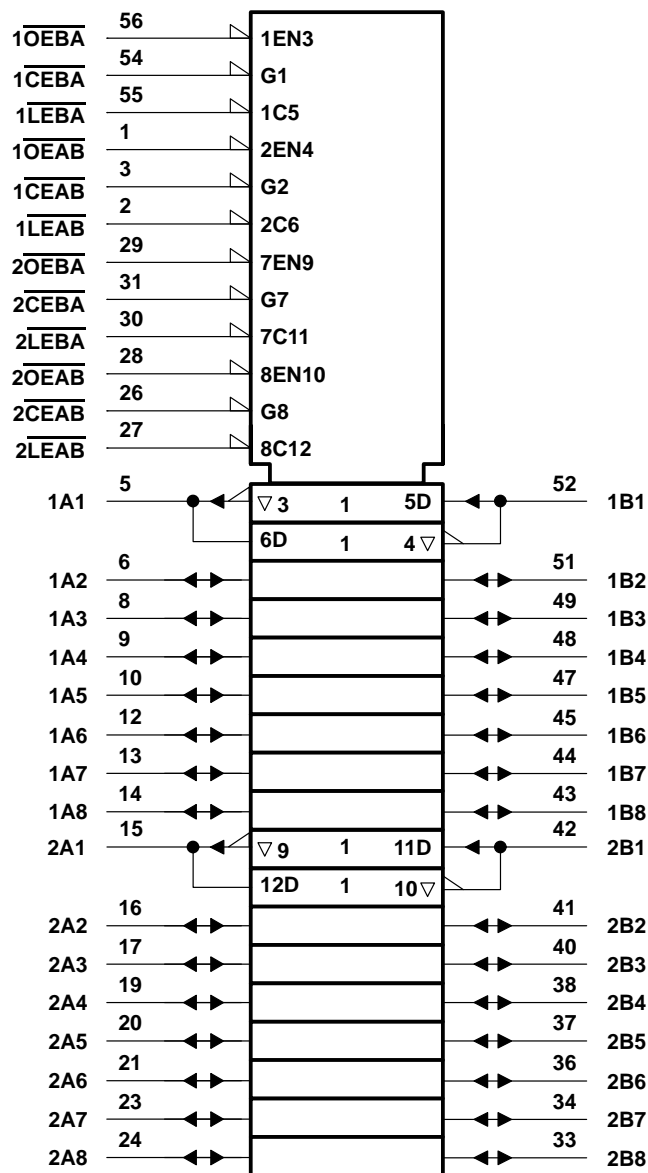 1OEBA 56 1EN3
1CEBA 54 G1
1LEBA 55 1C5
1OEAB 1 2EN4
1CEAB 3 G2
1LEAB 2 2C6
2OEBA 29 7EN9
2CEBA 31 G7
2LEBA 30 7C11
2OEAB 28 8EN10
2CEAB 26 G8
2LEAB 27 8C12
1A1 5 ▽ 3 1 5D 52 1B1
6D 1 4 ▽
1A2 6 51 1B2
1A3 8 49 1B3
1A4 9 48 1B4
1A5 10 47 1B5
1A6 12 45 1B6
1A7 13 44 1B7
1A8 14 43 1B8
2A1 15 ▽ 9 1 11D 42 2B1
12D 1 10 ▽
2A2 16 41 2B2
2A3 17 40 2B3
2A4 19 38 2B4
2A5 20 37 2B5
2A6 21 36 2B6
2A7 23 34 2B7
2A8 24 33 2B8